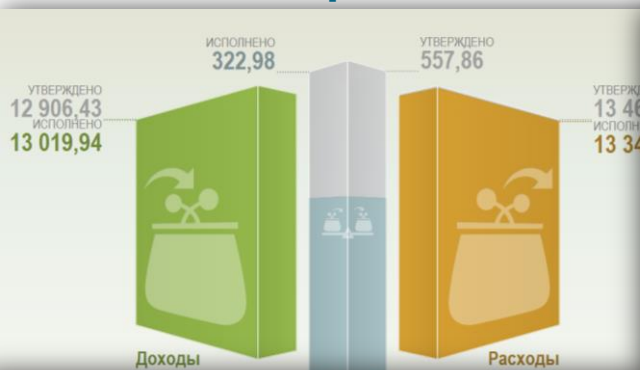 УТВЕРЖДЕНО
12 906,43
ИСПОЛНЕНО
13 019,94
ИСПОЛНЕНО
322,98
УТВЕРЖДЕНО
557,86
Доходы
Расходы